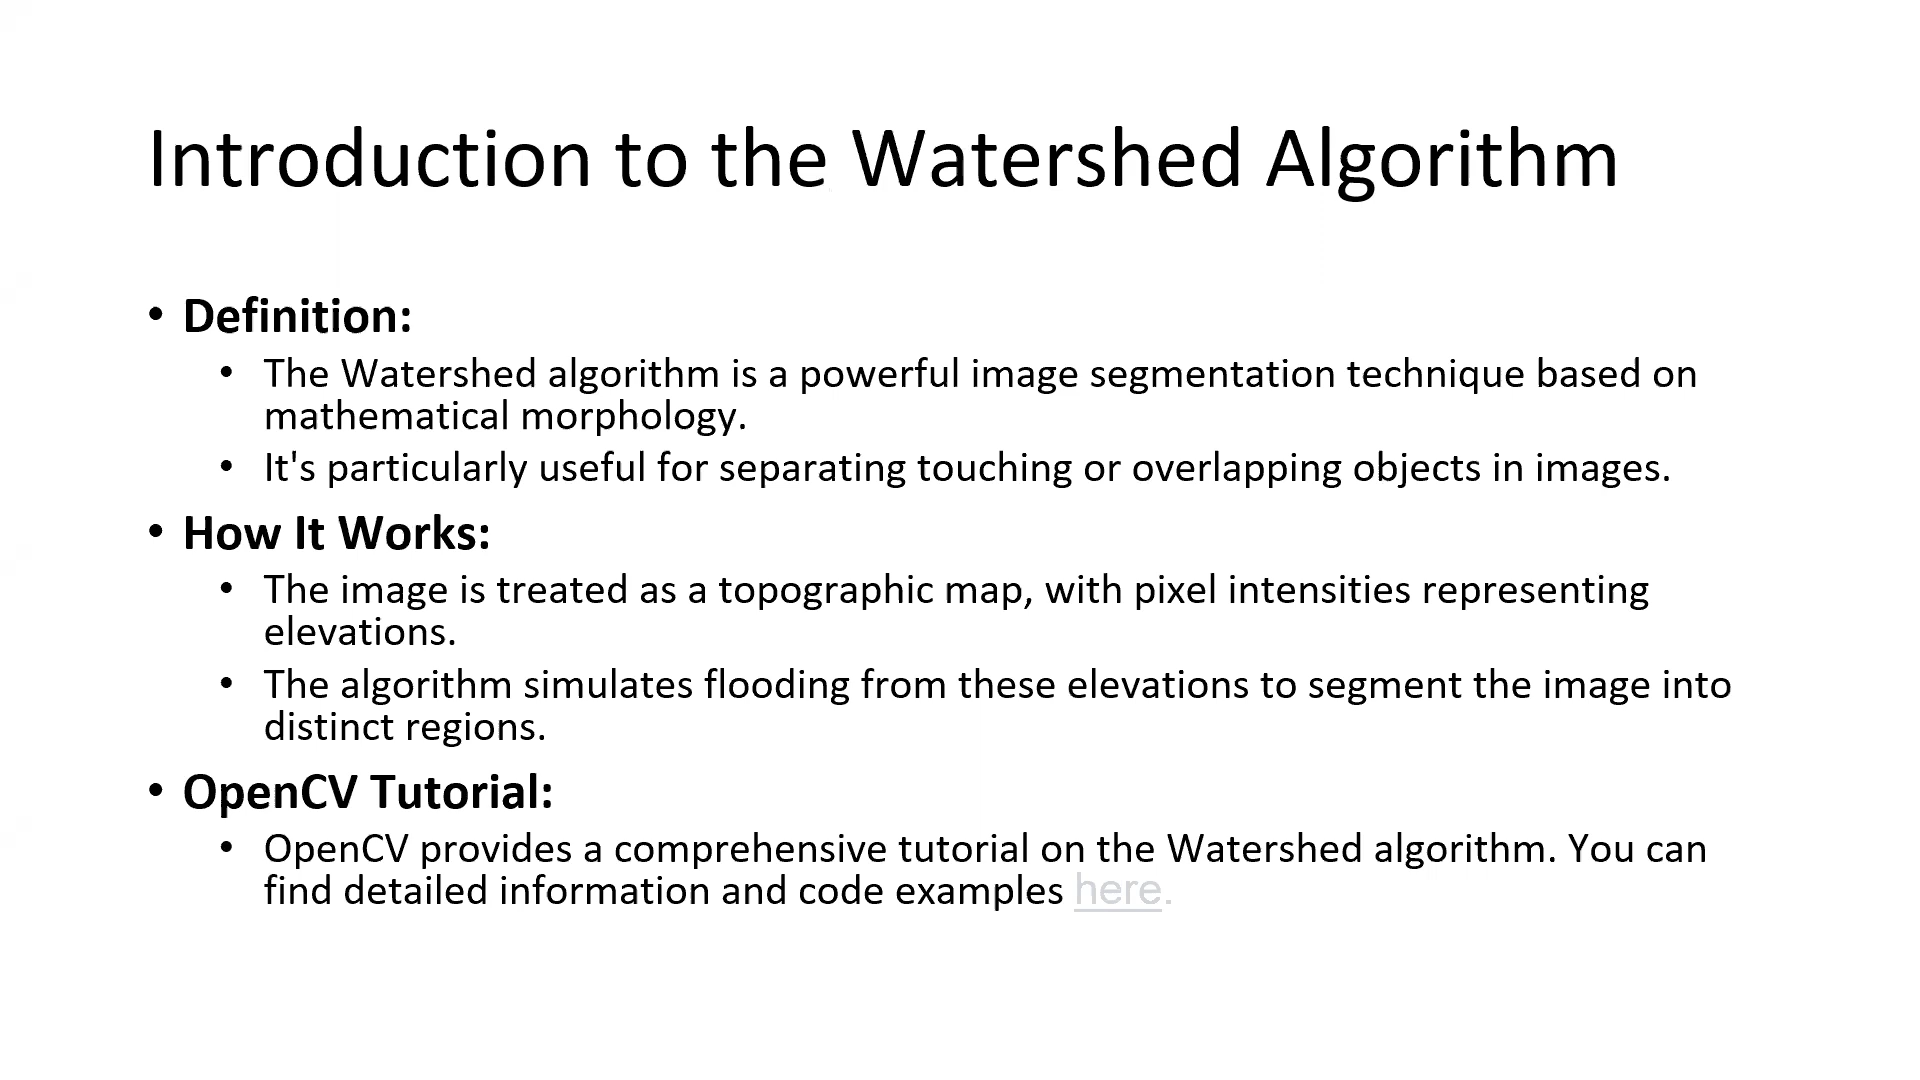 Introduction to the Watershed Algorithm
• Definition:
• The Watershed algorithm is a powerful image segmentation technique based on
mathematical morphology.
• It's particularly useful for separating touching or overlapping objects in images.
• How It Works:
• The image is treated as a topographic map, with pixel intensities representing
elevations.
• The algorithm simulates flooding from these elevations to segment the image into
distinct regions.
• OpenCV Tutorial:
• OpenCV provides a comprehensive tutorial on the Watershed algorithm. You can
find detailed information and code examples here.